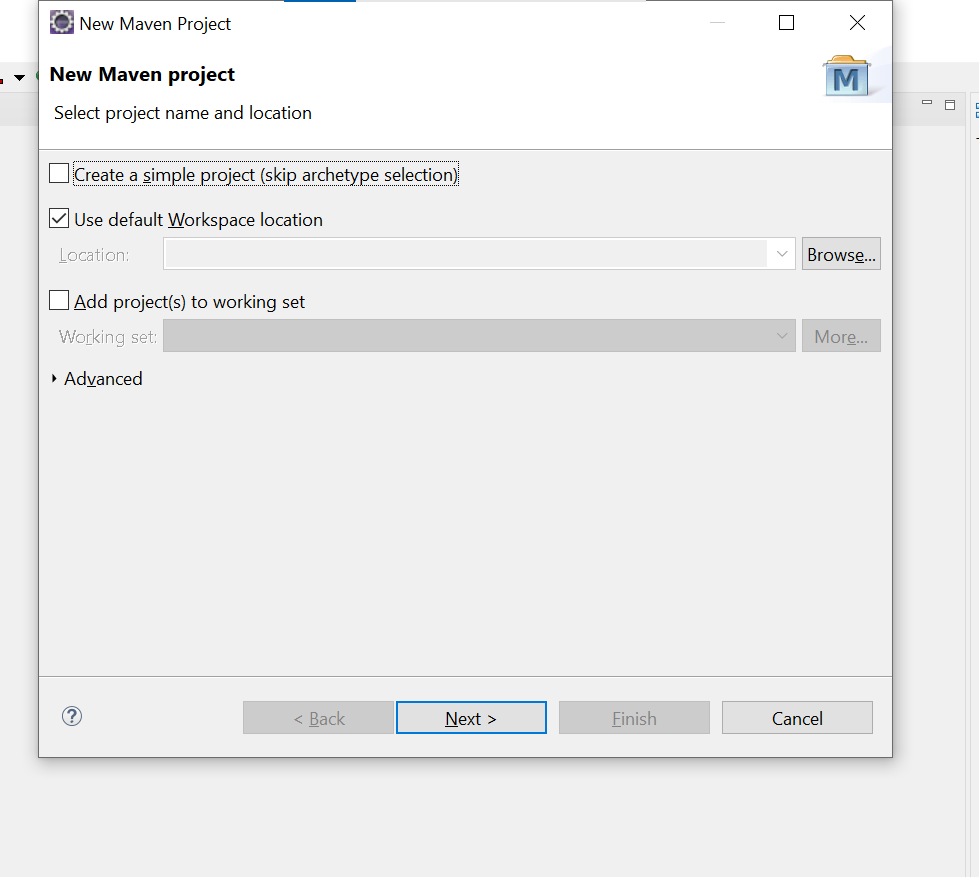 New Maven Project
New Maven project
M
Select project name and location
Create a simple project (skip archetype selection)
Use default Workspace location
Location:
Browse...
Add project(s) to working set
Working set:
More...
Advanced
?
< Back
Next >
Finish
Cancel